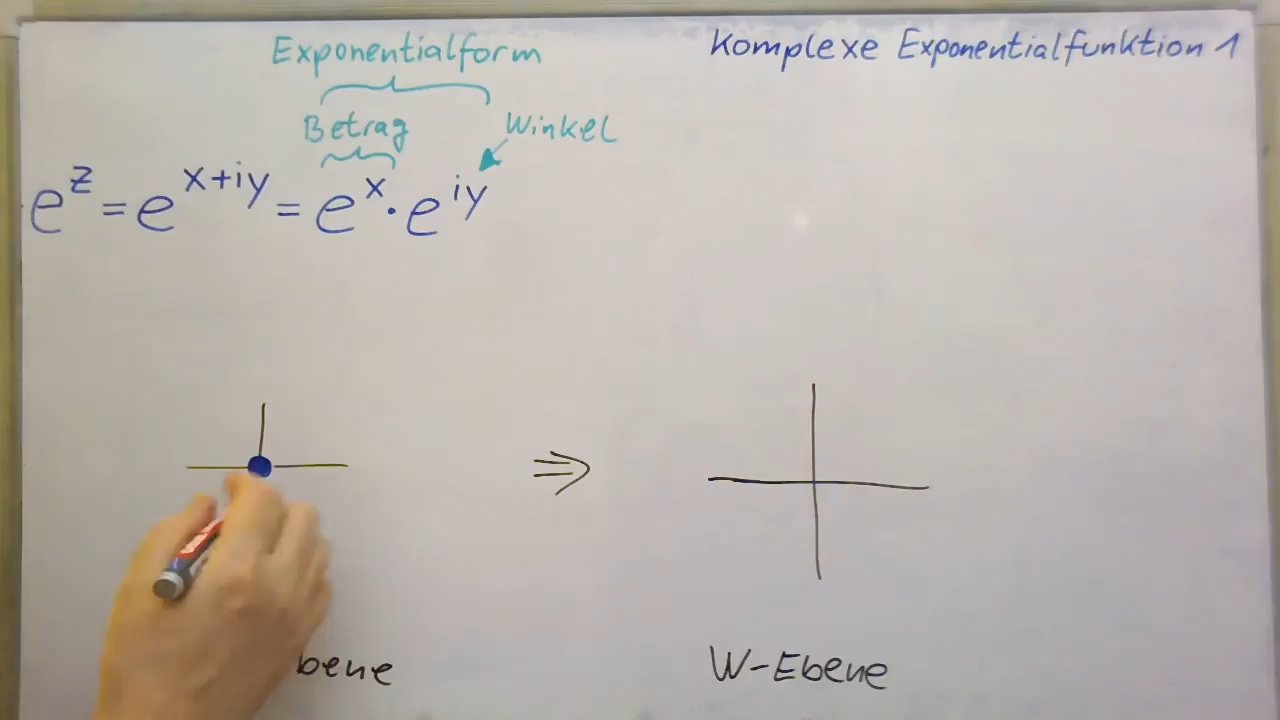 Exponentialform
Komplexe Exponentialfunktion 1
Betrag
Winkel
e^z = e^{x+iy} = e^x · e^{iy}
bene
W-Ebene